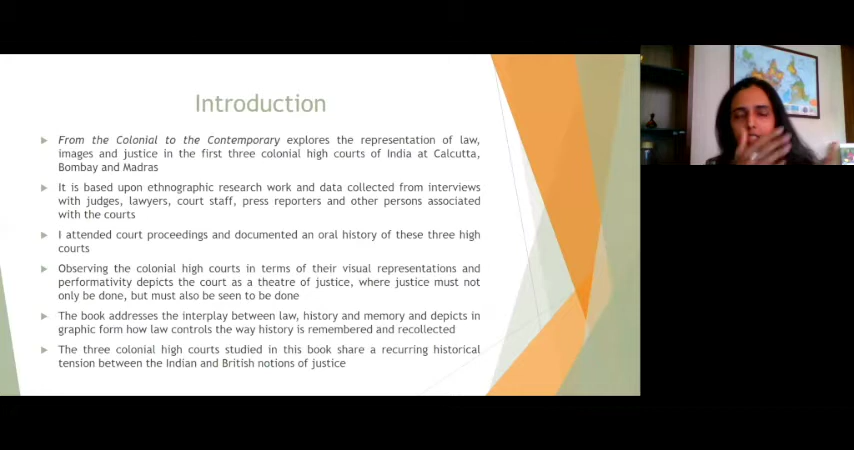 Introduction
From the Colonial to the Contemporary explores the representation of law,
images and justice in the first three colonial high courts of India at Calcutta,
Bombay and Madras
It is based upon ethnographic research work and data collected from interviews
with judges, lawyers, court staff, press reporters and other persons associated
with the courts
I attended court proceedings and documented an oral history of these three high
courts
Observing the colonial high courts in terms of their visual representations and
performativity depicts the court as a theatre of justice, where justice must not
only be done, but must also be seen to be done
The book addresses the interplay between law, history and memory and depicts in
graphic form how law controls the way history is remembered and recollected
The three colonial high courts studied in this book share a recurring historical
tension between the Indian and British notions of justice